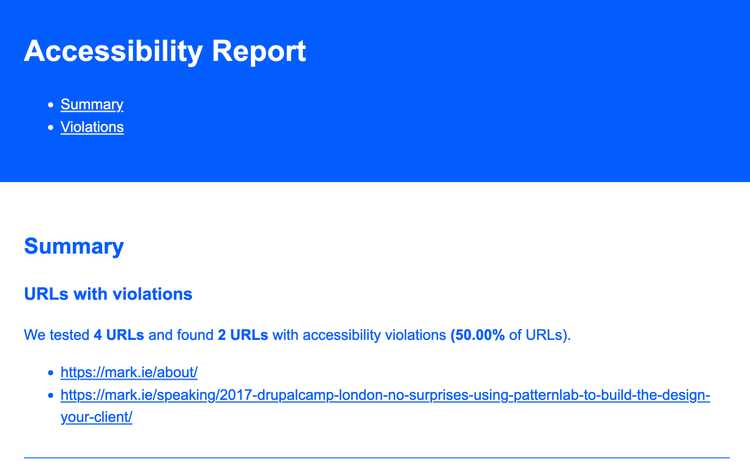 Accessibility Report
Summary
Violations
Summary
URLs with violations
We tested 4 URLs and found 2 URLs with accessibility violations (50.00% of URLs).
https://mark.ie/about/
https://mark.ie/speaking/2017-drupalcamp-london-no-surprises-using-patternlab-to-build-the-design-
your-client/